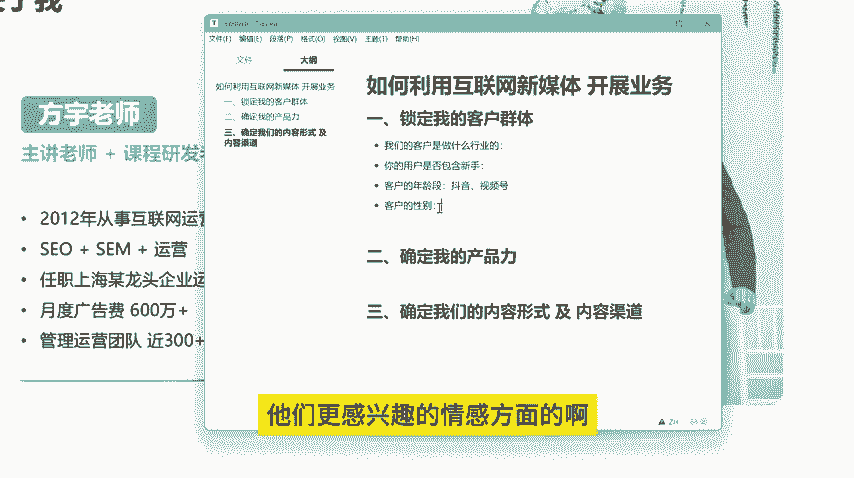 文件(F) 编辑(E) 段落(P) 格式(O) 视图(V) 主题(T) 帮助(H)
文件 大纲
如何利用互联网新媒体 开展业务
一、锁定我的客户群体
二、确定我的产品力
三、确定我们的内容形式 及
内容渠道
如何利用互联网新媒体 开展业务
一、锁定我的客户群体
• 我们的客户是做什么行业的：
• 你的用户是否包含新手：
• 客户的年龄段：抖音、视频号
• 客户的性别：
二、确定我的产品力
三、确定我们的内容形式 及 内容渠道
方宇老师
主讲老师 + 课程研发
• 2012年从事互联网运营
• SEO + SEM + 运营
• 任职上海某龙头企业运
• 月度广告费 600万+
• 管理运营团队 近300+
他们更感兴趣的情感方面的啊